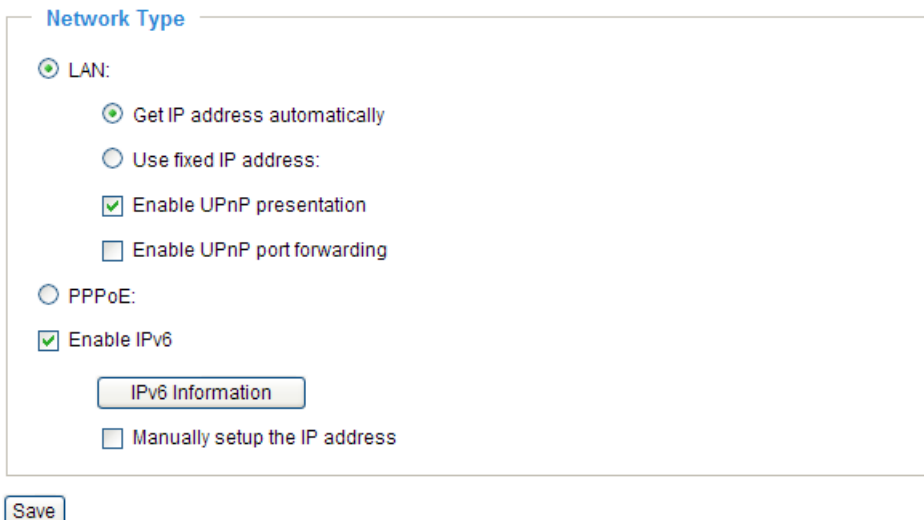 Network Type
LAN:
Get IP address automatically
Use fixed IP address:
Enable UPnP presentation
Enable UPnP port forwarding
PPPoE:
Enable IPv6
IPv6 Information
Manually setup the IP address
Save